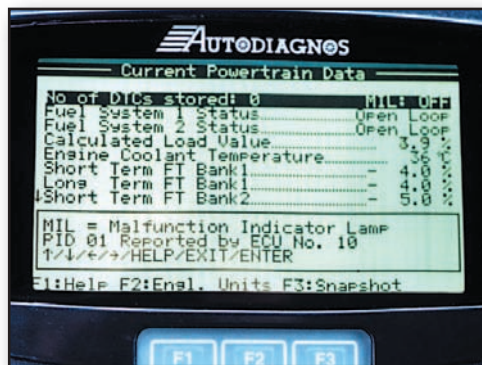 AUTODIAGNOS
Current Powertrain Data
No of DTCs stored: 0 MIL: OFF
Fuel System 1 Status Open Loop
Fuel System 2 Status Open Loop
Calculated Load Value 3.9 %
Engine Coolant Temperature 36 °C
Short Term FT Bank1 - 4.0 %
Long Term FT Bank1 - 4.0 %
↓Short Term FT Bank2 - 5.0 %
MIL = Malfunction Indicator Lamp
PID 01 Reported by ECU No. 10
↑/↓/←/→/HELP/EXIT/ENTER
F1:Help F2:Engl. Units F3:Snapshot
F1 F2 F3